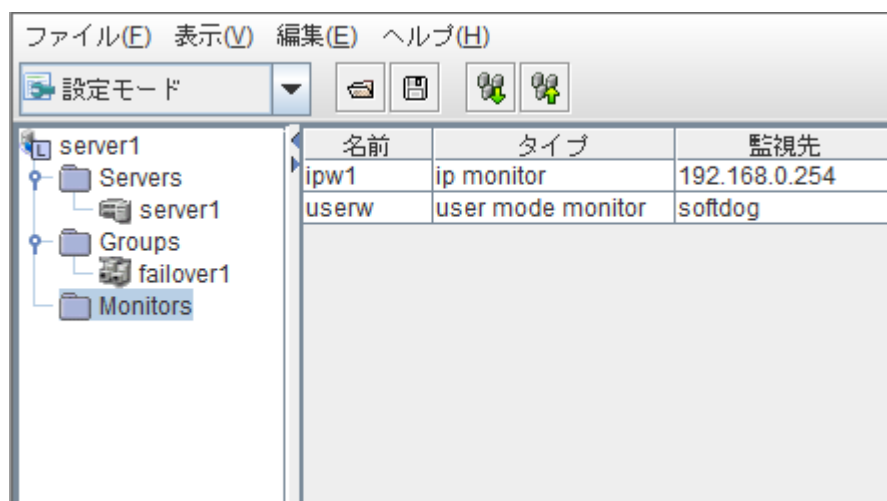 ファイル(F) 表示(V) 編集(E) ヘルプ(H)
設定モード
server1
Servers
server1
Groups
failover1
Monitors
名前 タイプ 監視先
ipw1 ip monitor 192.168.0.254
userw user mode monitor softdog